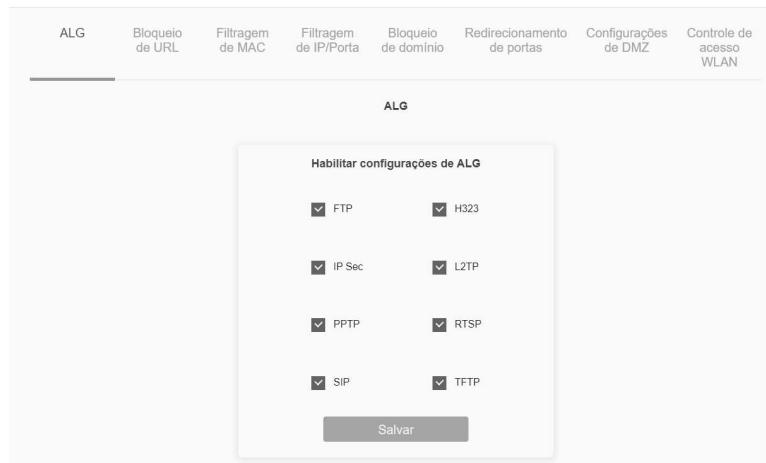 ALG
Bloqueio
de URL
Filtragem
de MAC
Filtragem
de IP/Porta
Bloqueio
de domínio
Redirecionamento
de portas
Configurações
de DMZ
Controle de
acesso
WLAN
ALG
Habilitar configurações de ALG
FTP
H323
IP Sec
L2TP
PPTP
RTSP
SIP
TFTP
Salvar